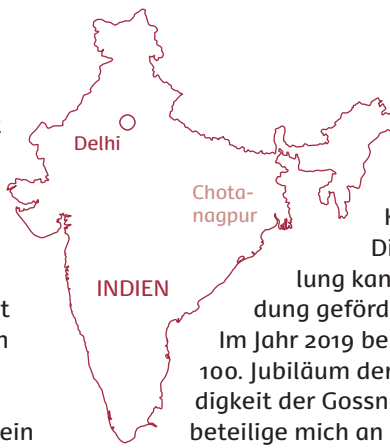 Delhi
Chota-
nagpur
INDIEN
lung kan
dung geförd
Im Jahr 2019 be
100. Jubiläum der
digkeit der Gossn
ein
beteilige mich an